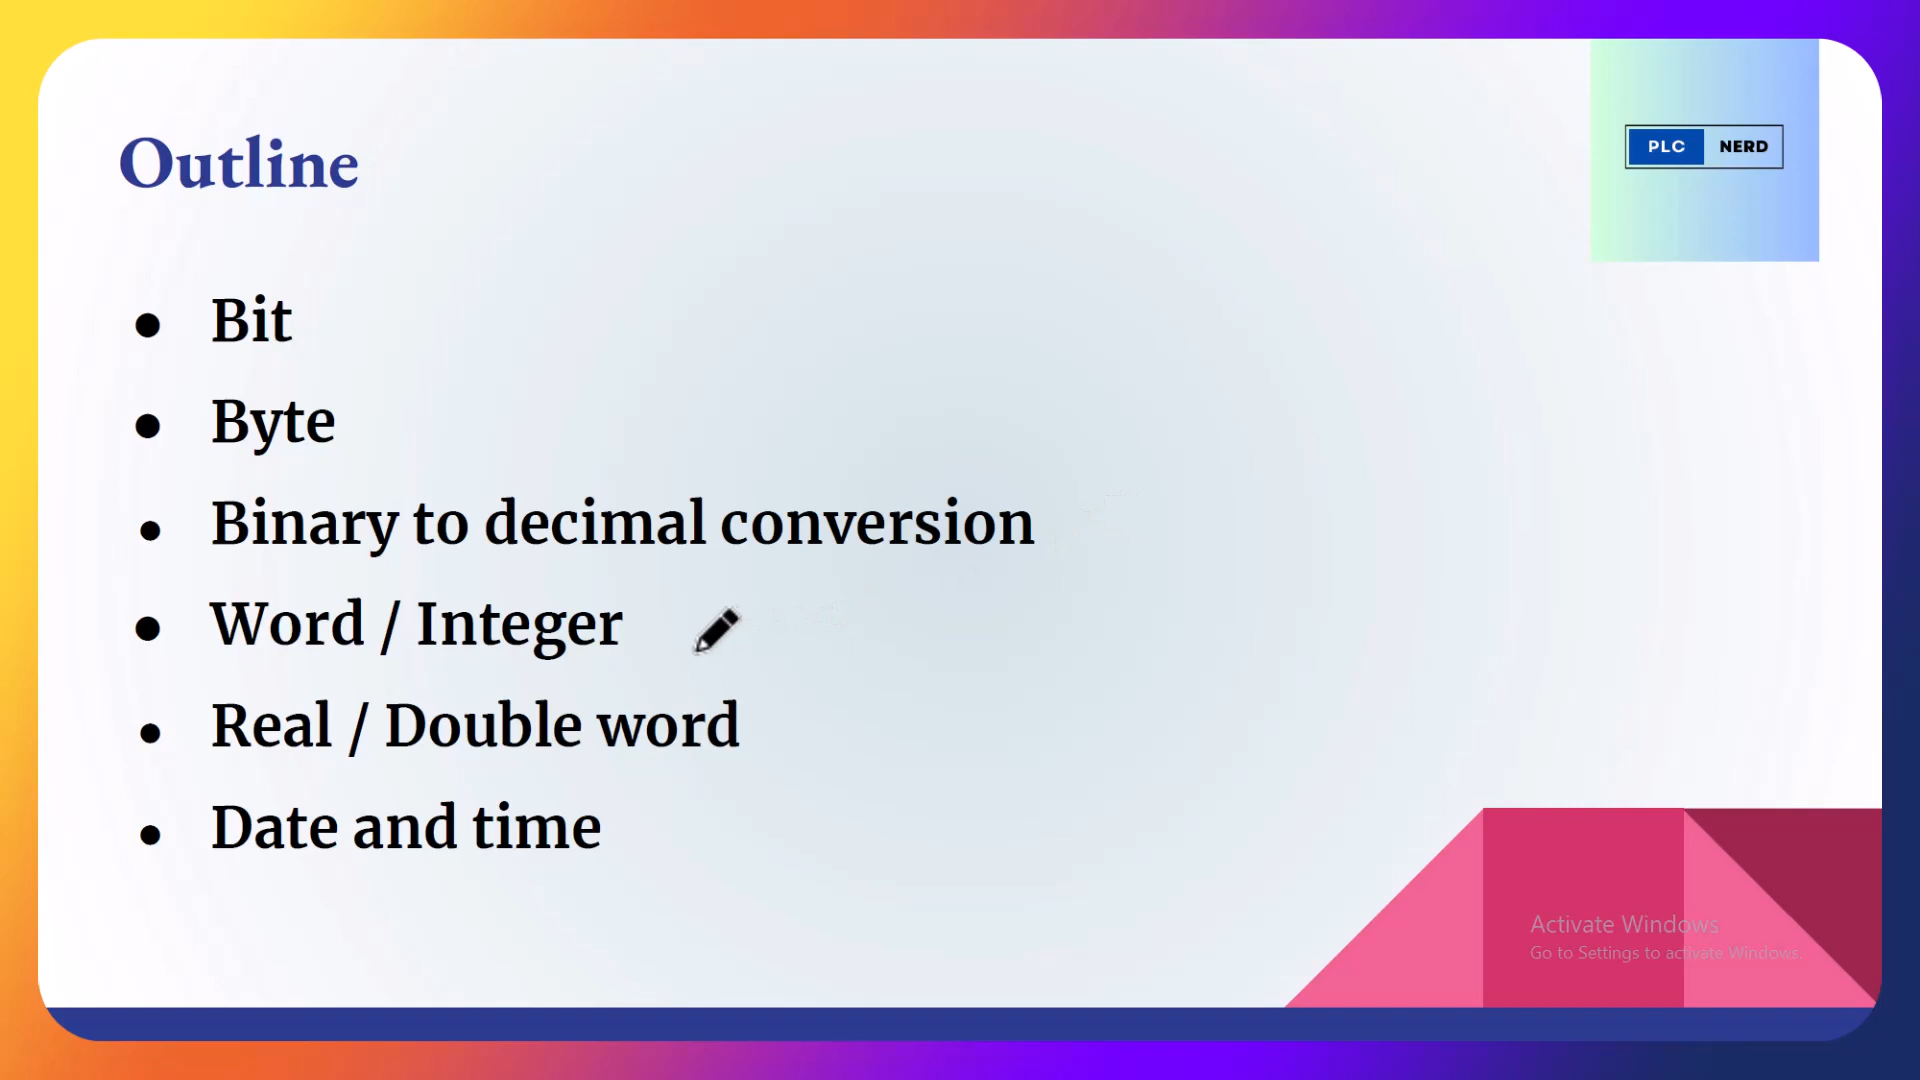 Outline
PLC NERD
● Bit
● Byte
● Binary to decimal conversion
● Word / Integer
● Real / Double word
● Date and time
Activate Windows
Go to Settings to activate Windows.